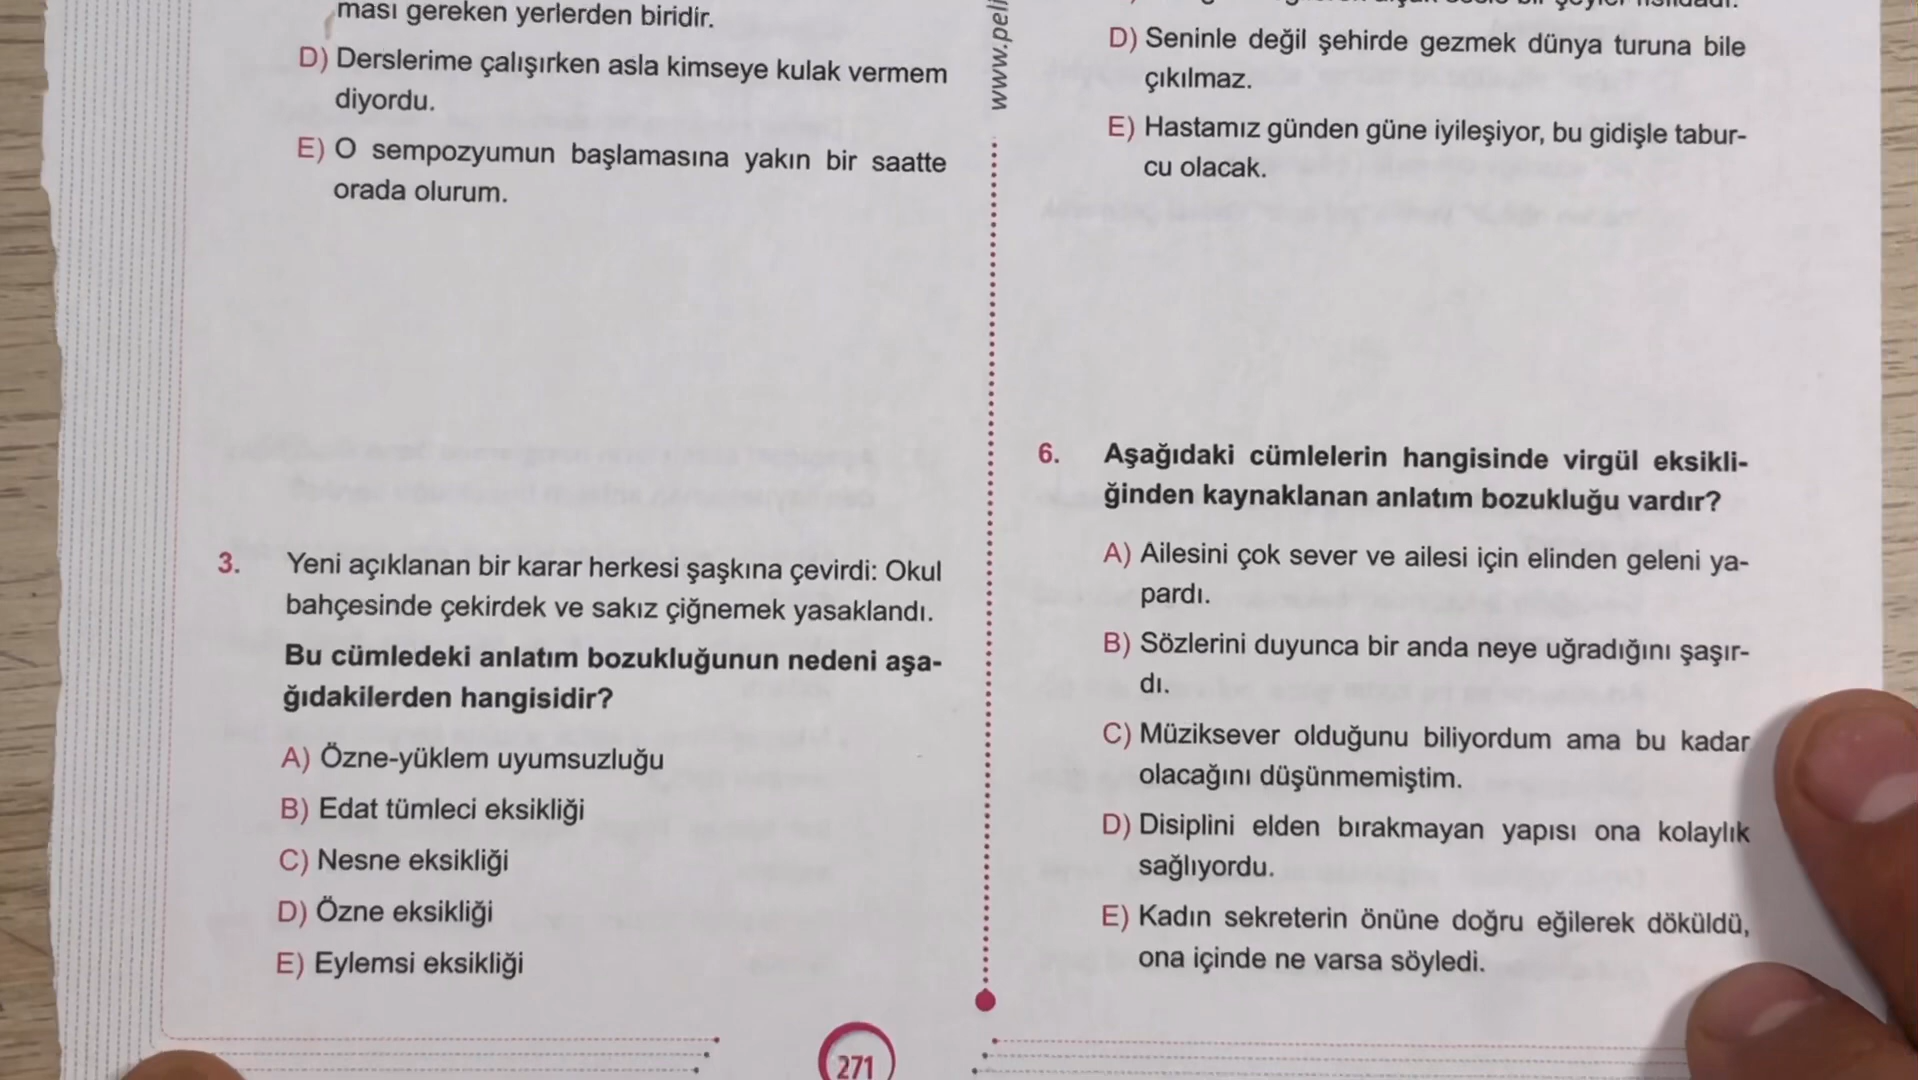 ması gereken yerlerden biridir.
D) Derslerime çalışırken asla kimseye kulak vermem
diyordu.
E) O sempozyumun başlamasına yakın bir saatte
orada olurum.
3. Yeni açıklanan bir karar herkesi şaşkına çevirdi: Okul
bahçesinde çekirdek ve sakız çiğnemek yasaklandı.
Bu cümledeki anlatım bozukluğunun nedeni aşa-
ğıdakilerden hangisidir?
A) Özne-yüklem uyumsuzluğu
B) Edat tümleci eksikliği
C) Nesne eksikliği
D) Özne eksikliği
E) Eylemsi eksikliği
www.peli
D) Seninle değil şehirde gezmek dünya turuna bile
çıkılmaz.
E) Hastamız günden güne iyileşiyor, bu gidişle tabur-
cu olacak.
6. Aşağıdaki cümlelerin hangisinde virgül eksikli-
ğinden kaynaklanan anlatım bozukluğu vardır?
A) Ailesini çok sever ve ailesi için elinden geleni ya-
pardı.
B) Sözlerini duyunca bir anda neye uğradığını şaşır-
dı.
C) Müziksever olduğunu biliyordum ama bu kadar
olacağını düşünmemiştim.
D) Disiplini elden bırakmayan yapısı ona kolaylık
sağlıyordu.
E) Kadın sekreterin önüne doğru eğilerek döküldü,
ona içinde ne varsa söyledi.
271